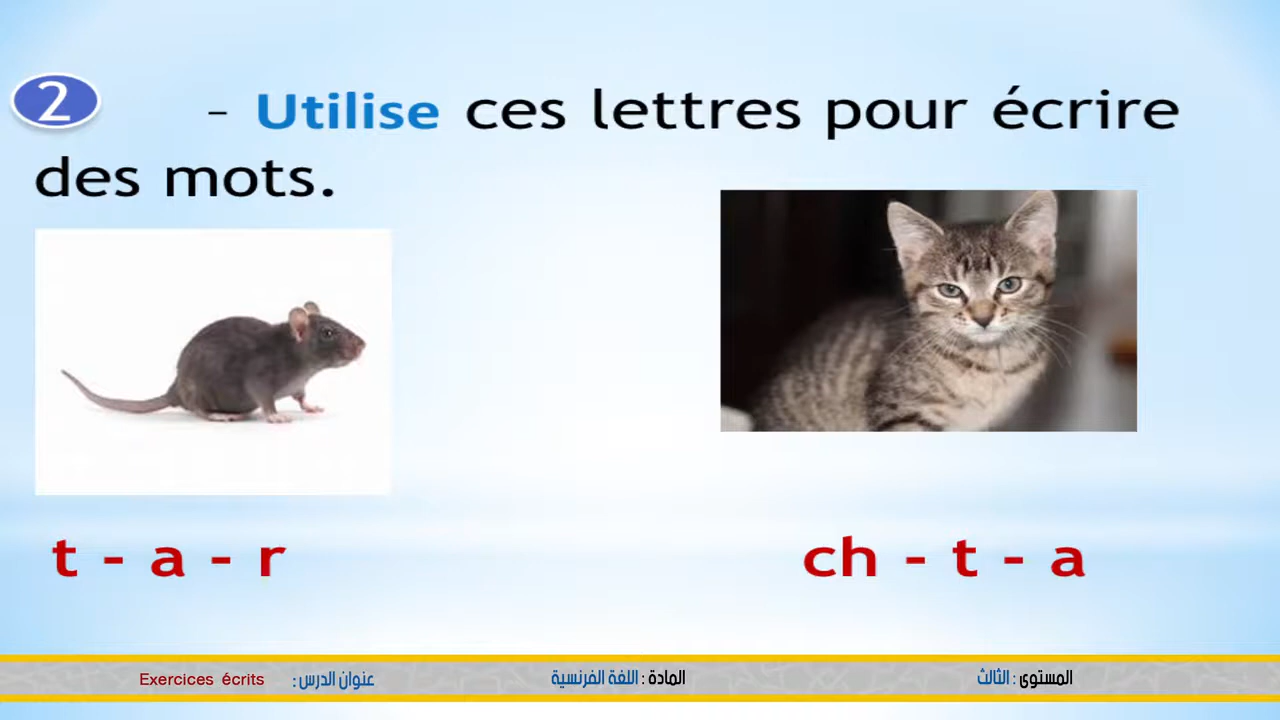 2
- Utilise ces lettres pour écrire
des mots.
t - a - r
ch - t - a
المستوى : الثالث
المادة : اللغة الفرنسية
عنوان الدرس : Exercices écrits